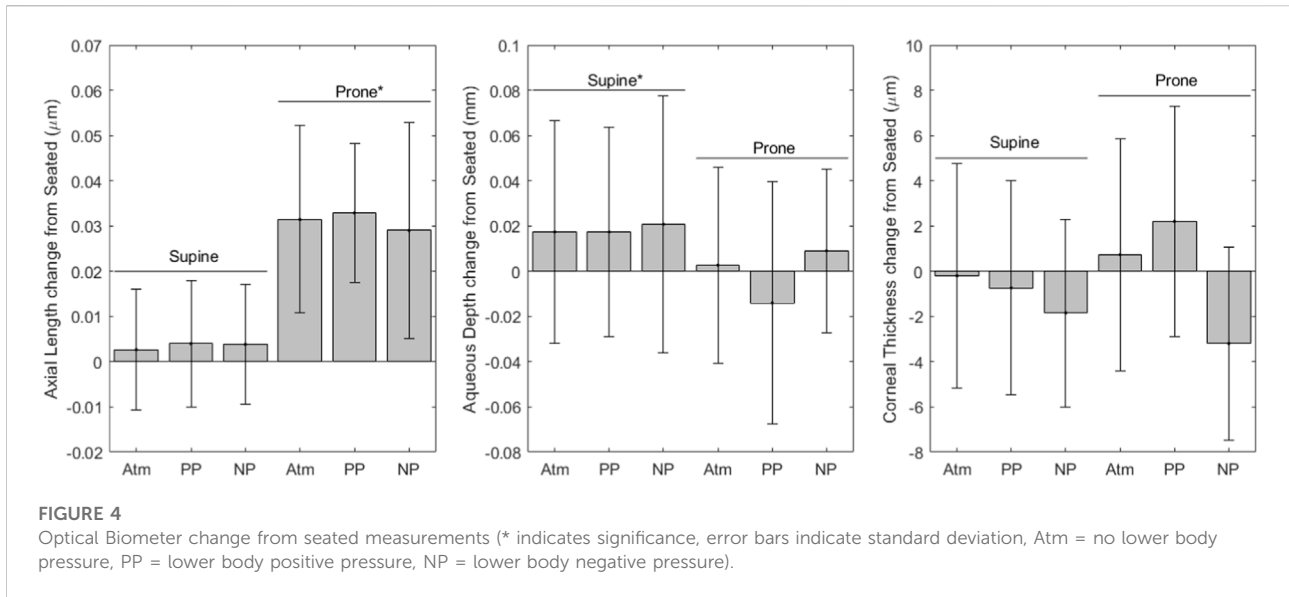 Axial Length change from Seated (μm)
0.07
0.06
0.05
0.04
0.03
0.02
0.01
0
-0.01
-0.02
Supine
Prone*
Atm PP NP Atm PP NP
Aqueous Depth change from Seated (mm)
0.1
0.08
0.06
0.04
0.02
0
-0.02
-0.04
-0.06
-0.08
Supine*
Prone
Atm PP NP Atm PP NP
Corneal Thickness change from Seated (μm)
10
8
6
4
2
0
-2
-4
-6
-8
Supine
Prone
Atm PP NP Atm PP NP
FIGURE 4
Optical Biometer change from seated measurements (* indicates significance, error bars indicate standard deviation, Atm = no lower body
pressure, PP = lower body positive pressure, NP = lower body negative pressure).